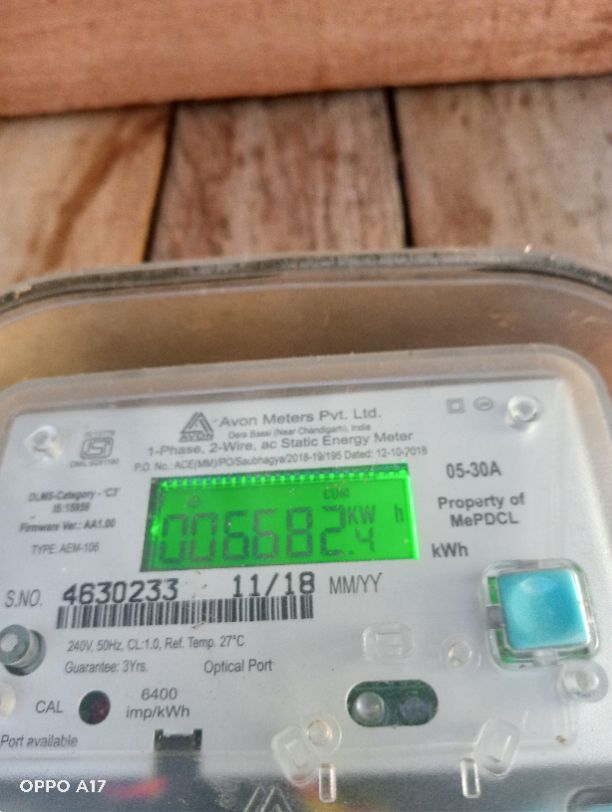 Avon Meters Pvt. Ltd.
AVON
Dera Bassi (Near Chandigarh), India
1-Phase, 2-Wire, ac Static Energy Meter
P.O. No.: ACE(MM)/PO/Saubhagya/2018-19/195 Dated: 12-10-2018
05-30A
DLMS-Category - 'C3'
IS:15959
Firmware Ver.: AA1.00
TYPE: AEM-106
COM
006682.4 KW h
Property of
MePDCL
kWh
S.NO. 4630233 11/18 MM/YY
240V, 50Hz, CL:1.0, Ref. Temp. 27°C
Guarantee: 3Yrs. Optical Port
CAL 6400
imp/kWh
Port available
OPPO A17